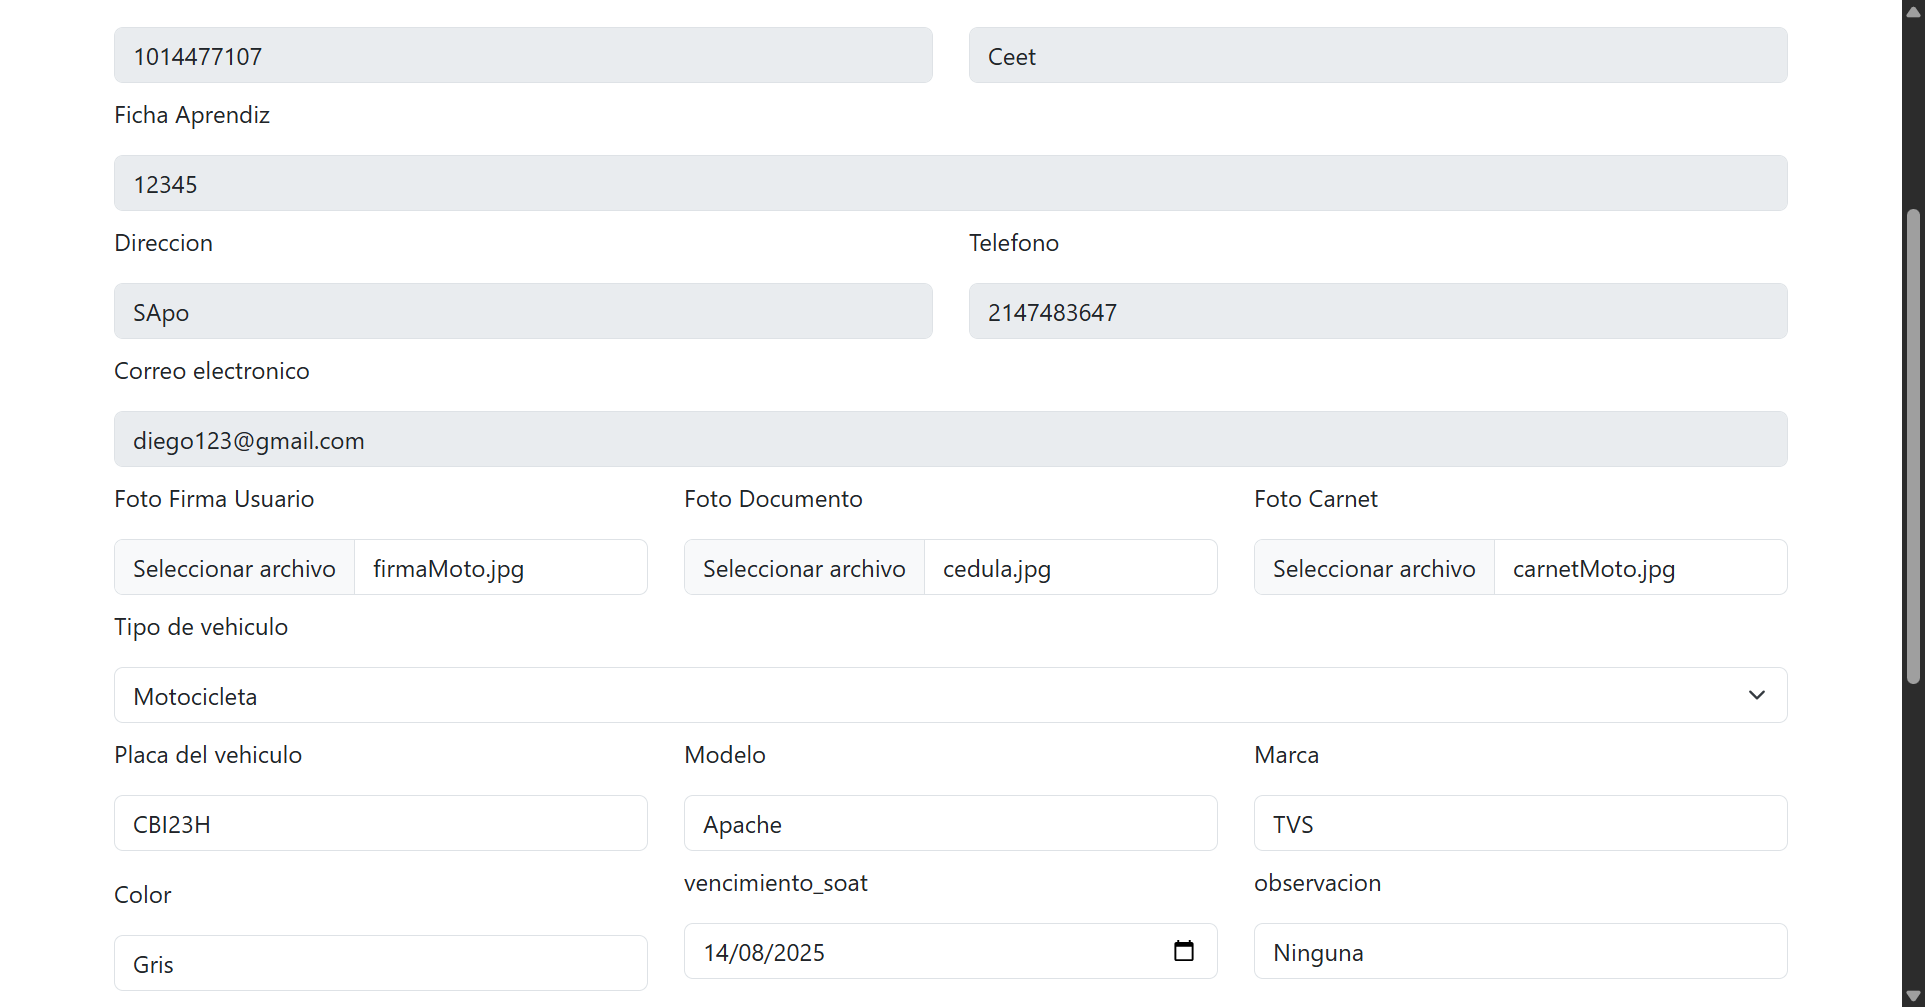 1014477107 Ceet
Ficha Aprendiz
12345
Direccion Telefono
SApo 2147483647
Correo electronico
diego123@gmail.com
Foto Firma Usuario Foto Documento Foto Carnet
Seleccionar archivo firmaMoto.jpg Seleccionar archivo cedula.jpg Seleccionar archivo carnetMoto.jpg
Tipo de vehiculo
Motocicleta
Placa del vehiculo Modelo Marca
CBI23H Apache TVS
Color vencimiento_soat observacion
Gris 14/08/2025 Ninguna